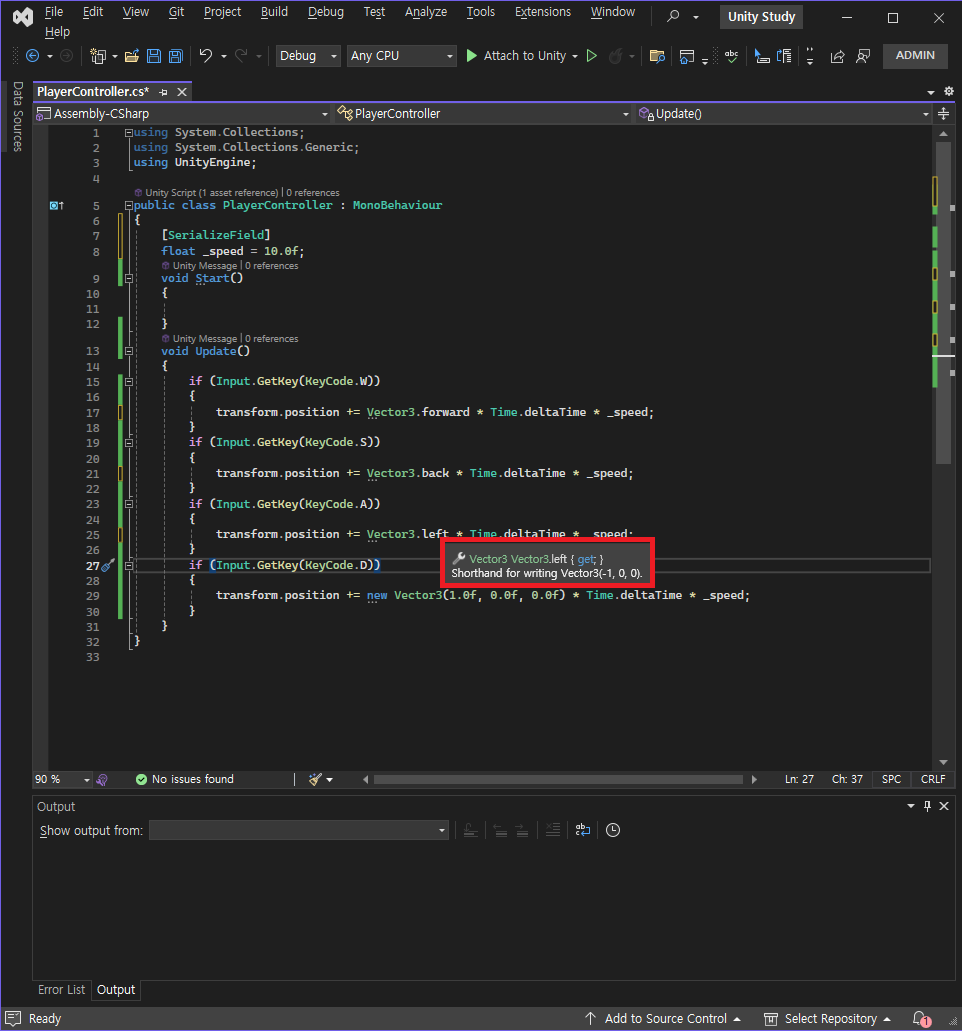 File Edit View Git Project Build Debug Test Analyze Tools Extensions Window Unity Study
Help
Debug Any CPU Attach to Unity ADMIN
Data Sources
PlayerController.cs*
Assembly-CSharp PlayerController Update()
1 using System.Collections;
2 using System.Collections.Generic;
3 using UnityEngine;
4
Unity Script (1 asset reference) | 0 references
5 public class PlayerController : MonoBehaviour
6 {
7 [SerializeField]
8 float _speed = 10.0f;
Unity Message | 0 references
9 void Start()
10 {
11
12 }
Unity Message | 0 references
13 void Update()
14 {
15 if (Input.GetKey(KeyCode.W))
16 {
17 transform.position += Vector3.forward * Time.deltaTime * _speed;
18 }
19 if (Input.GetKey(KeyCode.S))
20 {
21 transform.position += Vector3.back * Time.deltaTime * _speed;
22 }
23 if (Input.GetKey(KeyCode.A))
24 {
25 transform.position += Vector3.left * Time.deltaTime * _speed;
26 }
Vector3 Vector3.left { get; }
Shorthand for writing Vector3(-1, 0, 0).
27 if (Input.GetKey(KeyCode.D))
28 {
29 transform.position += new Vector3(1.0f, 0.0f, 0.0f) * Time.deltaTime * _speed;
30 }
31 }
32 }
33
90 % No issues found Ln: 27 Ch: 37 SPC CRLF
Output
Show output from:
Error List Output
Ready Add to Source Control Select Repository 1